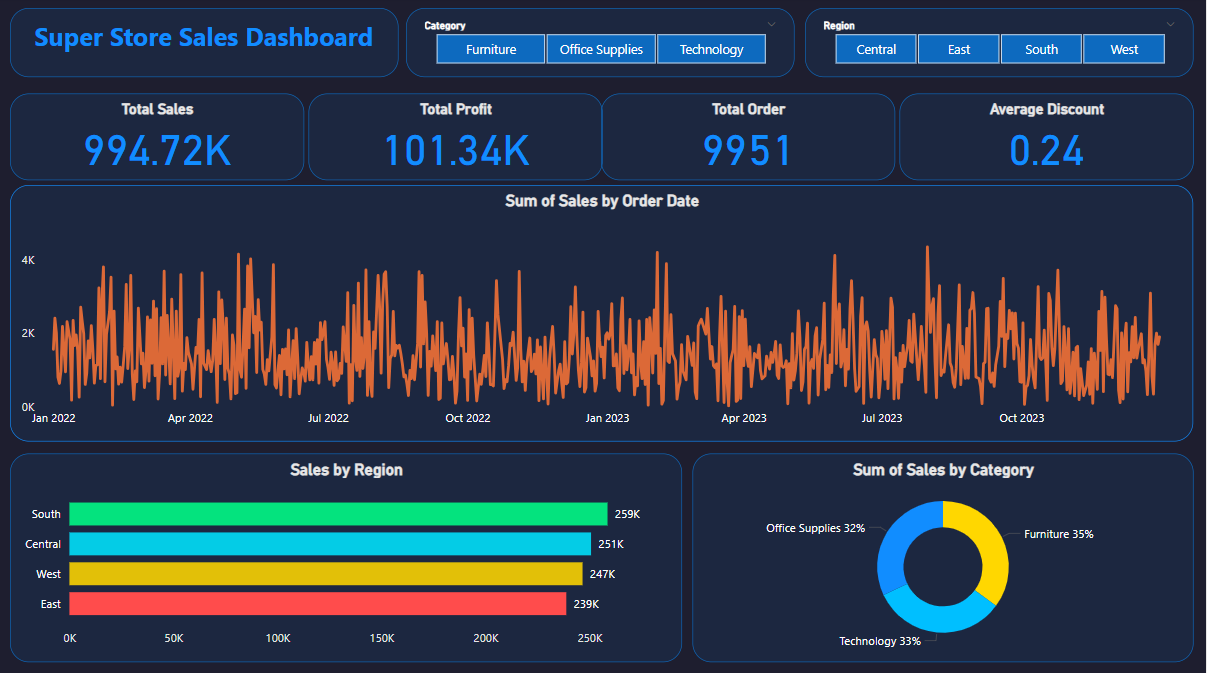 Super Store Sales Dashboard
Category
Furniture
Office Supplies
Technology
Region
Central
East
South
West
Total Sales
994.72K
Total Profit
101.34K
Total Order
9951
Average Discount
0.24
Sum of Sales by Order Date
4K
2K
0K
Jan 2022
Apr 2022
Jul 2022
Oct 2022
Jan 2023
Apr 2023
Jul 2023
Oct 2023
Sales by Region
South
259K
Central
251K
West
247K
East
239K
0K
50K
100K
150K
200K
250K
Sum of Sales by Category
Office Supplies 32%
Furniture 35%
Technology 33%